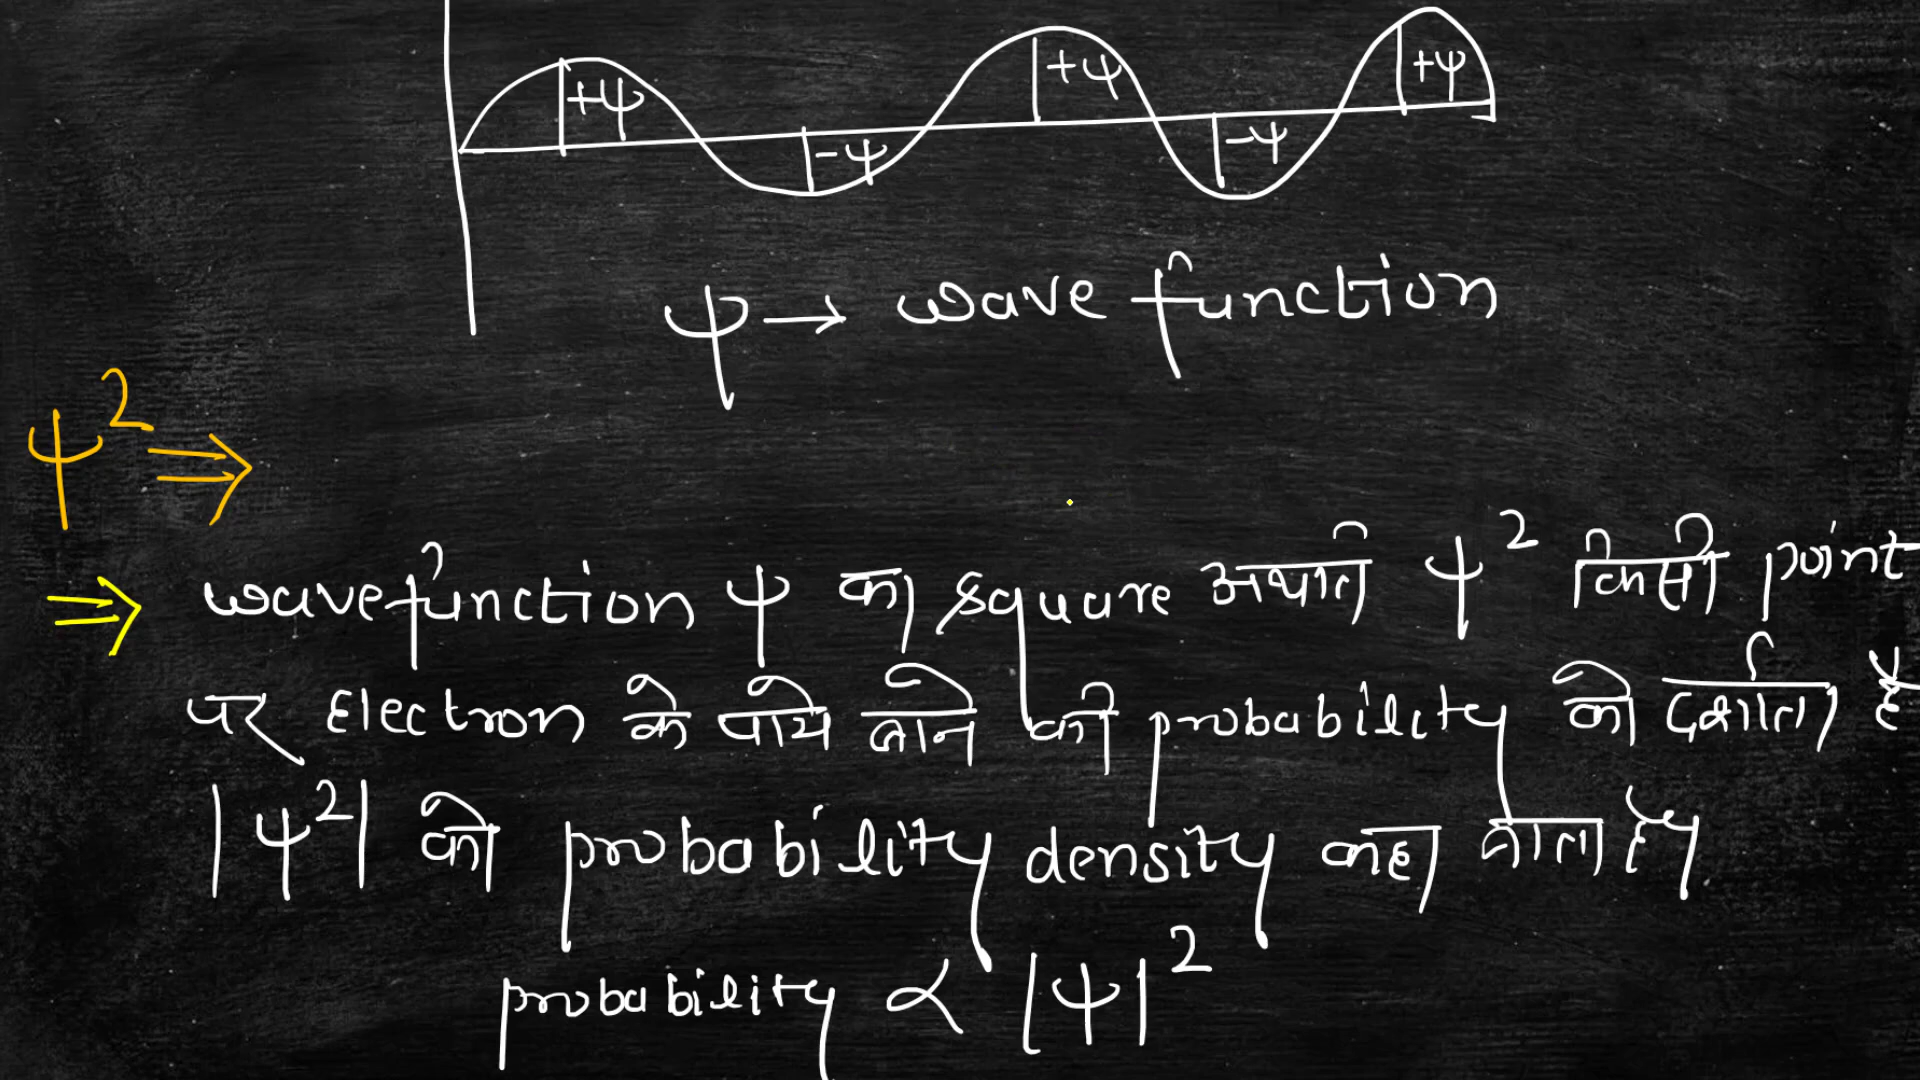 +ψ
-ψ
+ψ
-ψ
+ψ
ψ → wave function
ψ² ⇒
⇒ wavefunction ψ का square अर्थात ψ² किसी point
पर Electron के पाये जाने की probability को दर्शाता है
|ψ²| को probability density कहा जाता है
probability ∝ |ψ|²